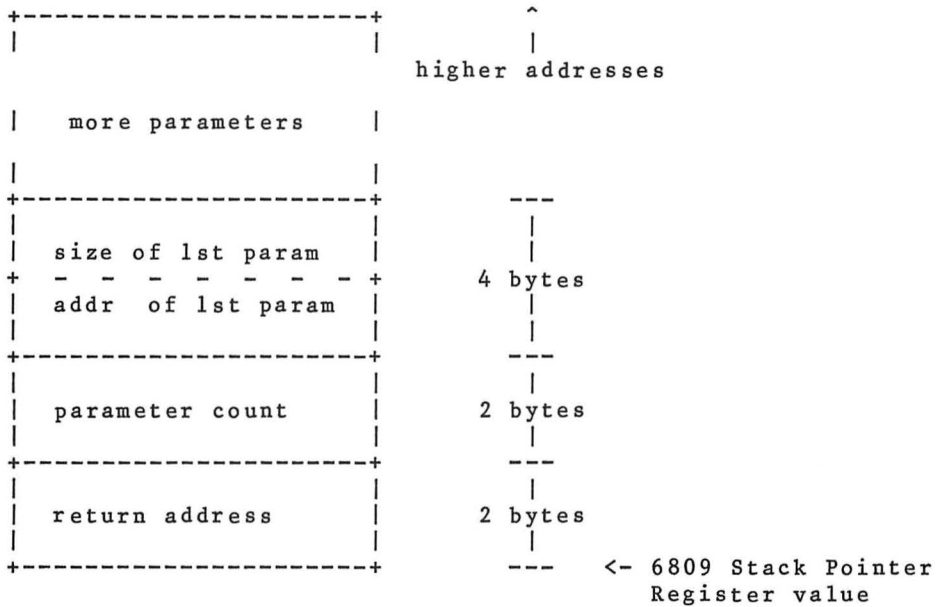 higher addresses
more parameters
size of 1st param
4 bytes
addr of 1st param
parameter count 2 bytes
return address 2 bytes
<- 6809 Stack Pointer
Register value